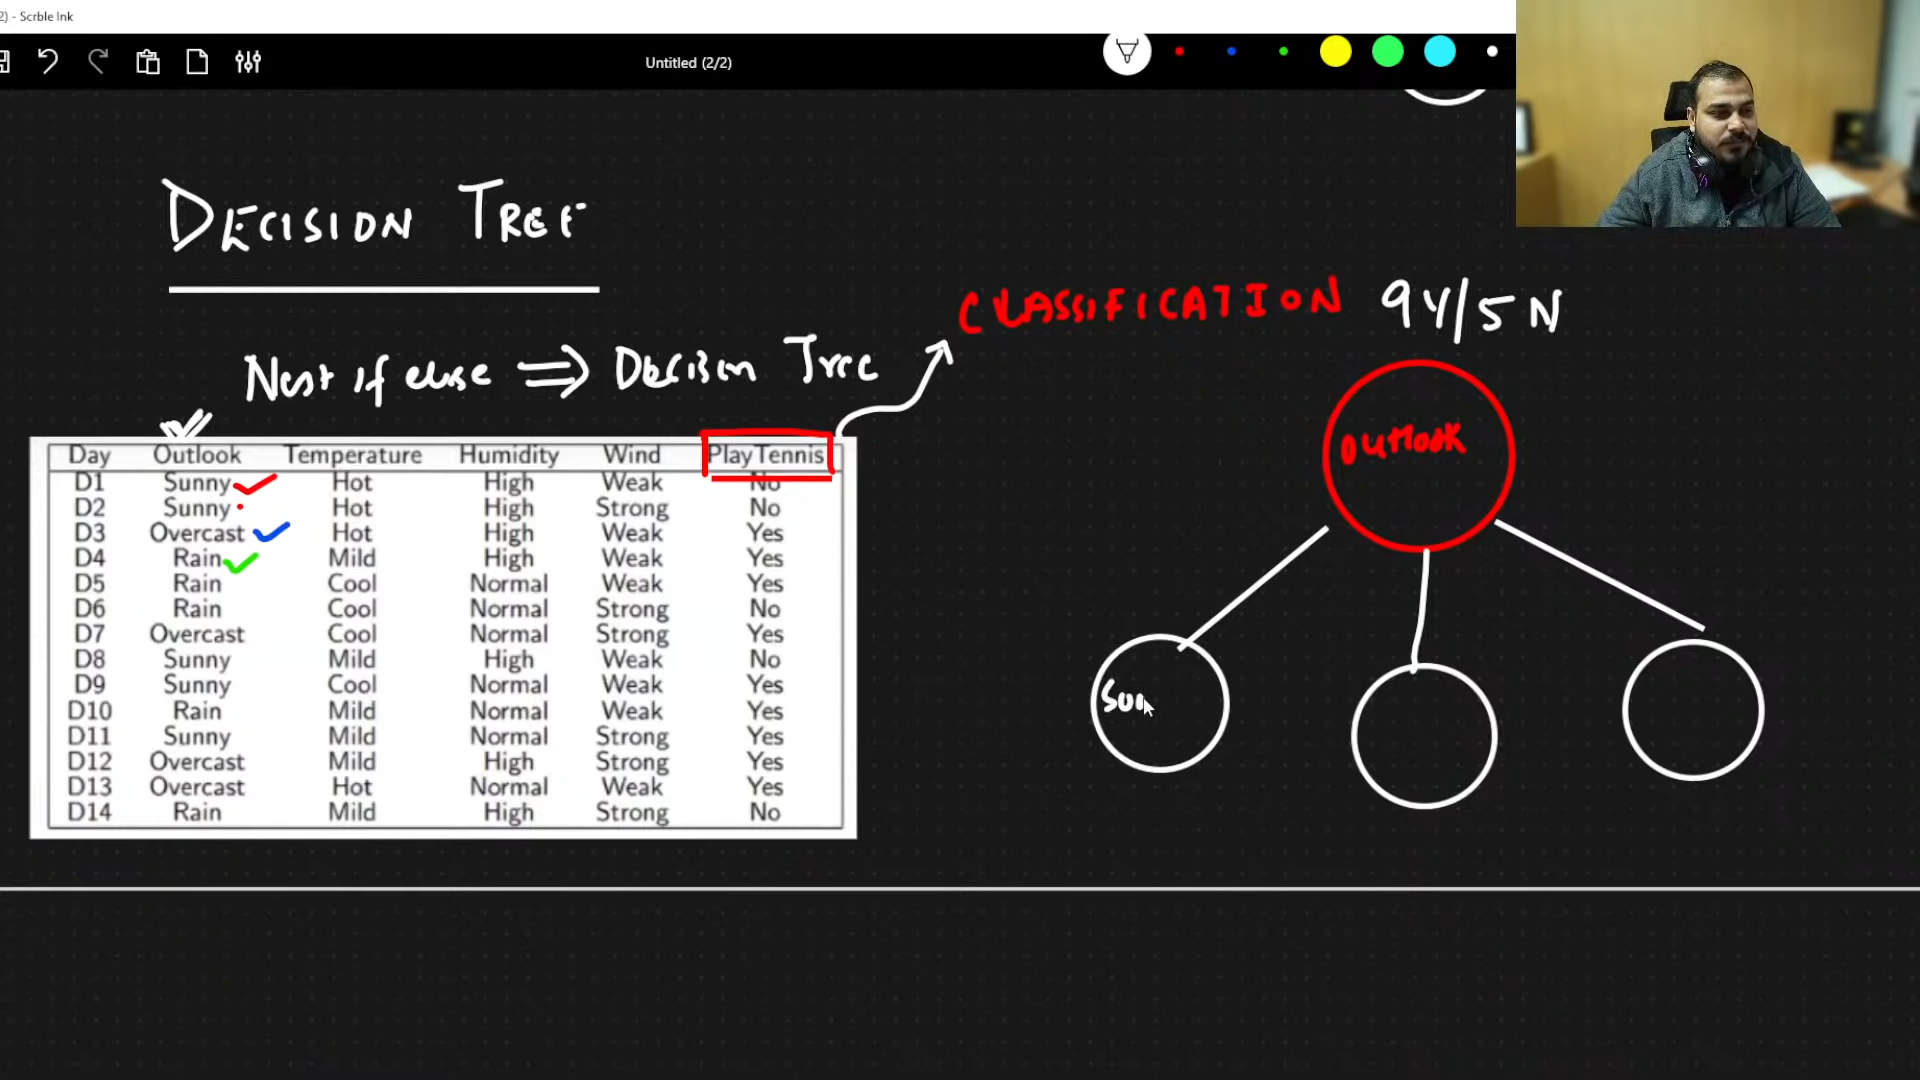 2) - Scrble Ink
Untitled (2/2)
DECISION TREE
CLASSIFICATION 9Y/5N
Nest if else ⇒ Decision Tree
Outlook
Day Outlook Temperature Humidity Wind PlayTennis
D1 Sunny Hot High Weak No
D2 Sunny Hot High Strong No
D3 Overcast Hot High Weak Yes
D4 Rain Mild High Weak Yes
D5 Rain Cool Normal Weak Yes
D6 Rain Cool Normal Strong No
D7 Overcast Cool Normal Strong Yes
D8 Sunny Mild High Weak No
D9 Sunny Cool Normal Weak Yes
D10 Rain Mild Normal Weak Yes
D11 Sunny Mild Normal Strong Yes
D12 Overcast Mild High Strong Yes
D13 Overcast Hot Normal Weak Yes
D14 Rain Mild High Strong No
Sun